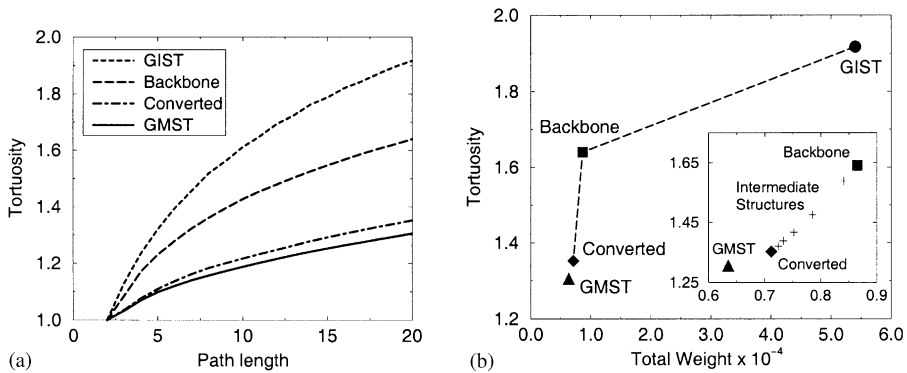 2.0
1.8
1.6
1.4
1.2
1.0
Tortuosity
GIST
Backbone
Converted
GMST
0 5 10 15 20
Path length
(a)
2.0
1.8
1.6
1.4
1.2
Tortuosity
GIST
Backbone
Converted
GMST
0.0 1.0 2.0 3.0 4.0 5.0 6.0
Total Weight x 10⁻⁴
(b)
1.65
1.45
1.25
Backbone
Intermediate
Structures
GMST
Converted
0.6 0.7 0.8 0.9